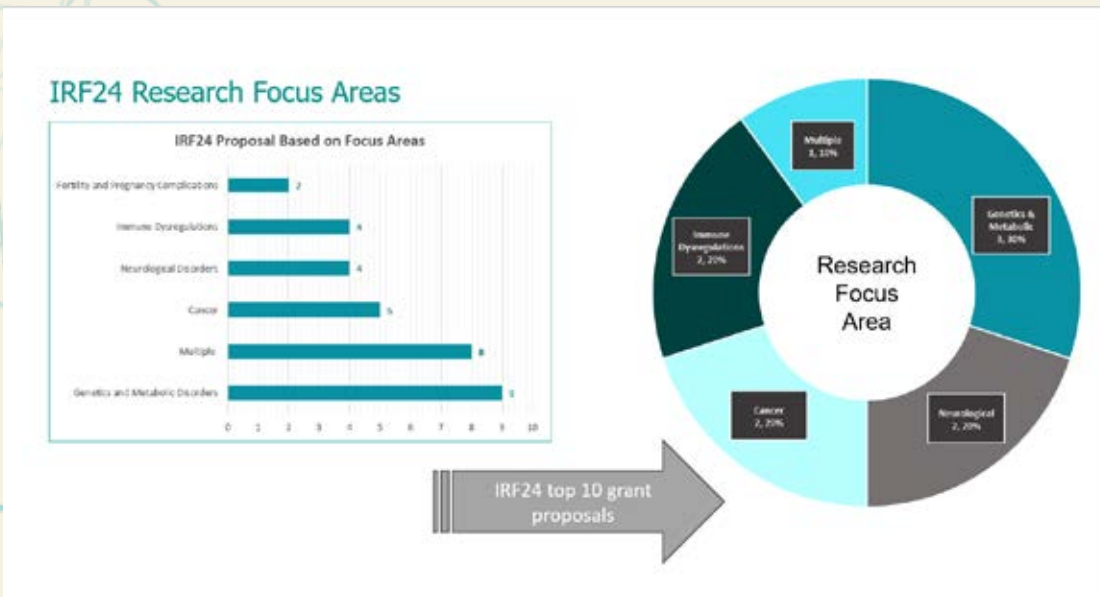 IRF24 Research Focus Areas
IRF24 Proposal Based on Focus Areas
Fertility and Pregnancy Complications
2
Immune Dysregulations
4
Neurological Disorders
4
Cancer
5
Multiple
8
Genetics and Metabolic Disorders
9
0 1 2 3 4 5 6 7 8 9 10
IRF24 top 10 grant
proposals
Multiple
1, 10%
Genetics &
Metabolic
3, 30%
Immune
Dysregulations
2, 20%
Research
Focus
Area
Cancer
2, 20%
Neurological
2, 20%